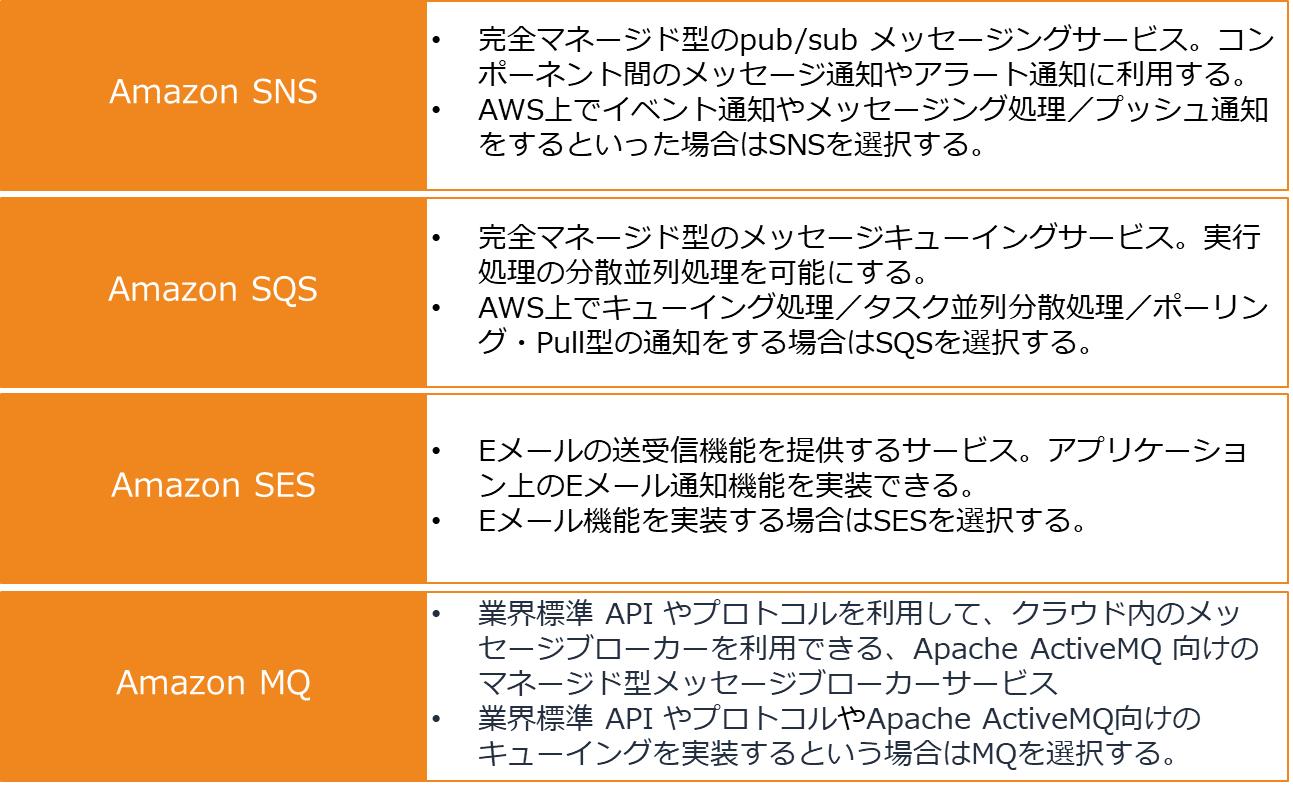 Amazon SNS
• 完全マネージド型のpub/sub メッセージングサービス。コン
ポーネント間のメッセージ通知やアラート通知に利用する。
• AWS上でイベント通知やメッセージング処理／プッシュ通知
をするといった場合はSNSを選択する。
Amazon SQS
• 完全マネージド型のメッセージキューイングサービス。実行
処理の分散並列処理を可能にする。
• AWS上でキューイング処理／タスク並列分散処理／ポーリン
グ・Pull型の通知をする場合はSQSを選択する。
Amazon SES
• Eメールの送受信機能を提供するサービス。アプリケーショ
ン上のEメール通知機能を実装できる。
• Eメール機能を実装する場合はSESを選択する。
Amazon MQ
• 業界標準 API やプロトコルを利用して、クラウド内のメッ
セージブローカーを利用できる、Apache ActiveMQ 向けの
マネージド型メッセージブローカーサービス
• 業界標準 API やプロトコルやApache ActiveMQ向けの
キューイングを実装するという場合はMQを選択する。